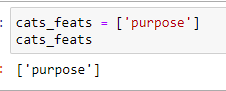 : cats_feats = ['purpose']
cats_feats
: ['purpose']